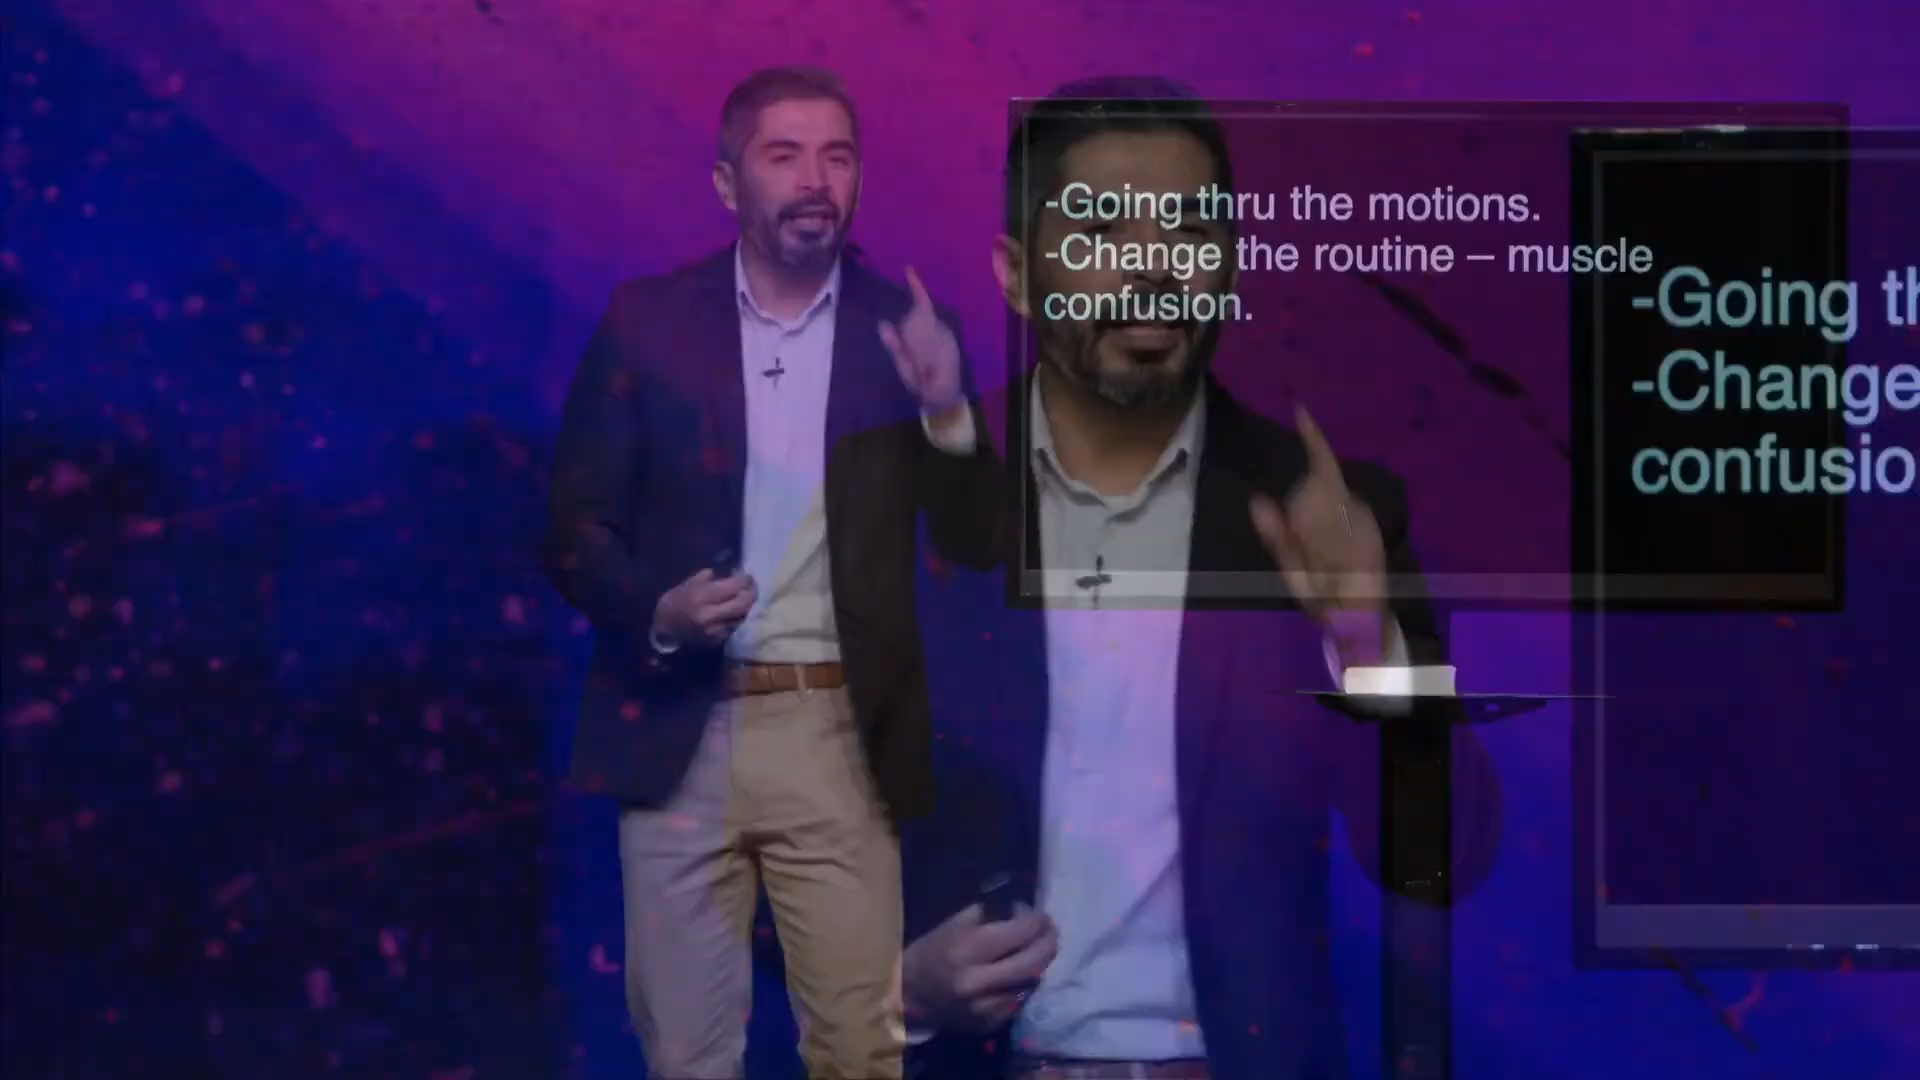 -Going thru the motions.
-Change the routine – muscle
confusion.
-Going th
-Change
confusio